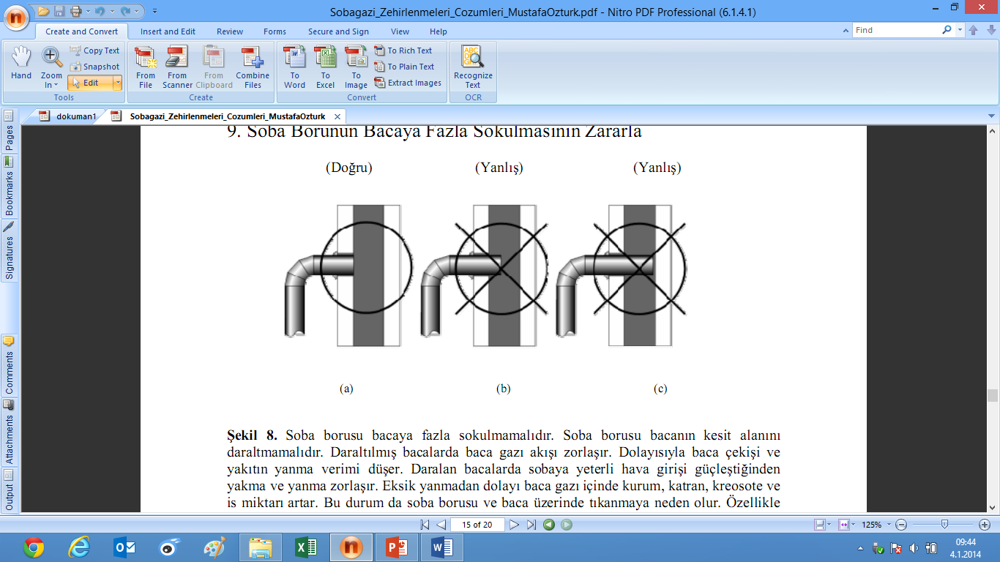 Sobagazi_Zehirlenmeleri_Cozumleri_MustafaOzturk.pdf - Nitro PDF Professional (6.1.4.1)
Create and Convert Insert and Edit Review Forms Secure and Sign View Help
Find
Hand
Zoom In
Copy Text
Snapshot
Edit
Tools
From File
From Scanner
From Clipboard
Combine Files
Create
To Word
To Excel
To Image
To Rich Text
To Plain Text
Extract Images
Convert
Recognize Text
OCR
dokuman1
Sobagazi_Zehirlenmeleri_Cozumleri_MustafaOzturk
Pages
Bookmarks
Signatures
Comments
Attachments
Output
9. Soba Borunun Bacaya Fazla Sokulmasının Zararla
(Doğru) (Yanlış) (Yanlış)
(a) (b) (c)
Şekil 8. Soba borusu bacaya fazla sokulmamalıdır. Soba borusu bacanın kesit alanını
daraltmamalıdır. Daraltılmış bacalarda baca gazı akışı zorlaşır. Dolayısıyla baca çekişi ve
yakıtın yanma verimi düşer. Daralan bacalarda sobaya yeterli hava girişi güçleştiğinden
yakma ve yanma zorlaşır. Eksik yanmadan dolayı baca gazı içinde kurum, katran, kreosote ve
is miktarı artar. Bu durum da soba borusu ve baca üzerinde tıkanmaya neden olur. Özellikle
15 of 20
125%
09:44
4.1.2014